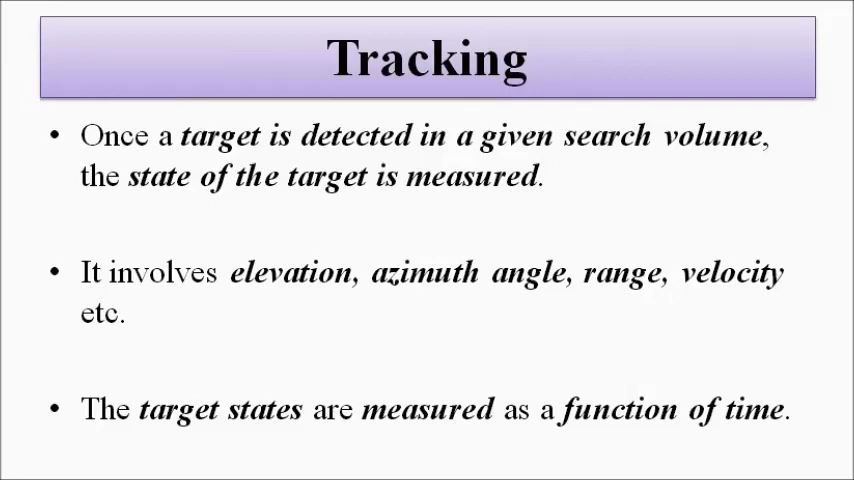 Tracking
• Once a target is detected in a given search volume,
the state of the target is measured.
• It involves elevation, azimuth angle, range, velocity
etc.
• The target states are measured as a function of time.